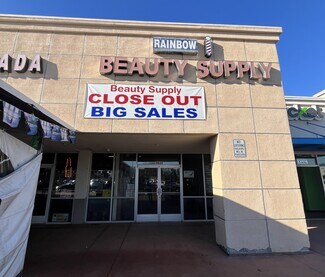 RAINBOW
BEAUTY SUPPLY
ADA
Beauty Supply
CLOSE OUT
BIG SALES